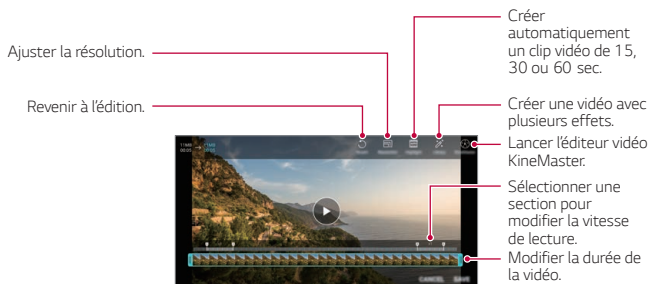 Créer
automatiquement
un clip vidéo de 15,
30 ou 60 sec.
Ajuster la résolution.
Revenir à l'édition.
Créer une vidéo avec
plusieurs effets.
Lancer l'éditeur vidéo
KineMaster.
Sélectionner une
section pour
modifier la vitesse
de lecture.
Modifier la durée de
la vidéo.
CANCEL SAVE